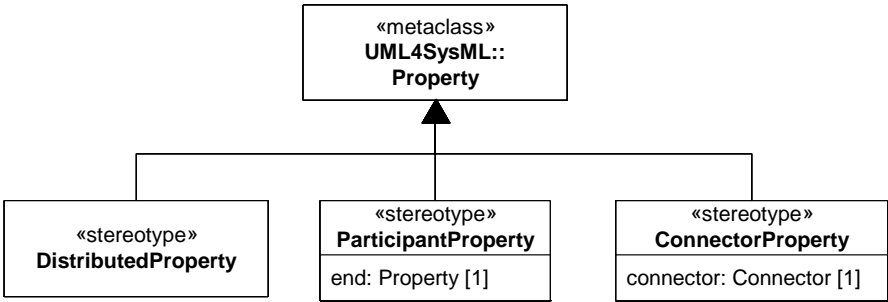 «metaclass»
UML4SysML::
Property
«stereotype»
DistributedProperty
«stereotype»
ParticipantProperty
end: Property [1]
«stereotype»
ConnectorProperty
connector: Connector [1]